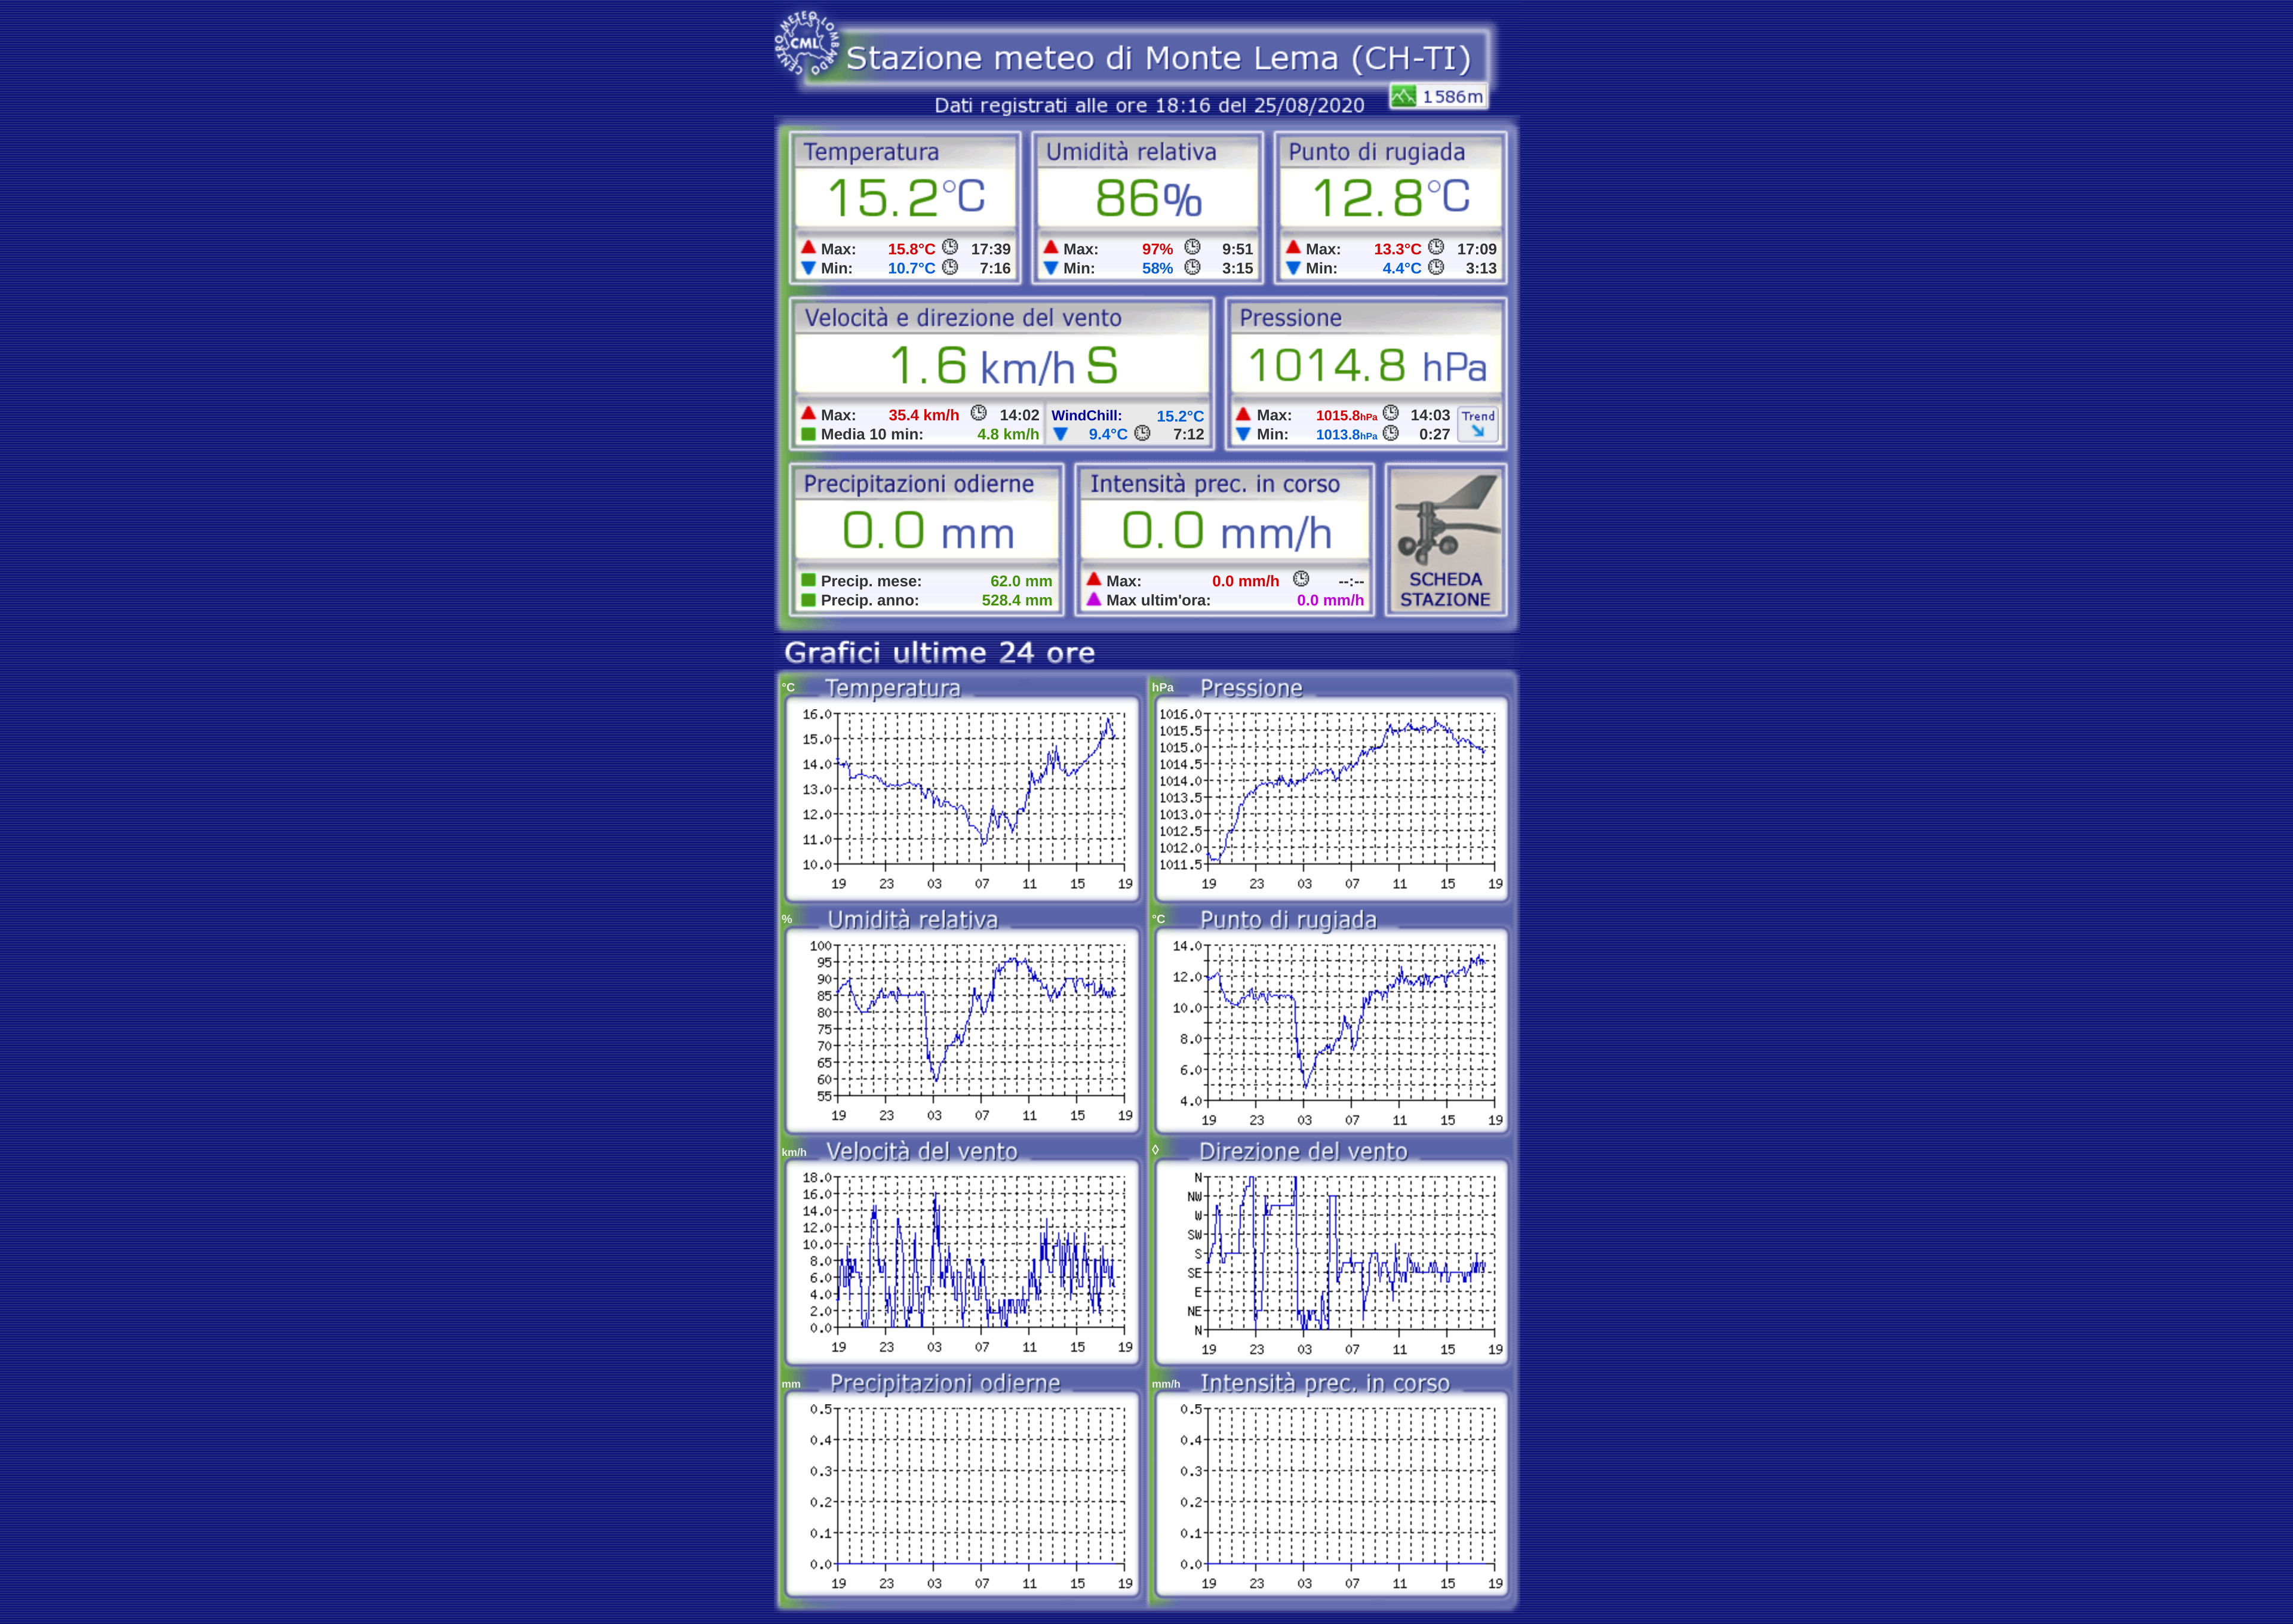 CENTRO METEO LOMBARDO
CML
Stazione meteo di Monte Lema (CH-TI)
Dati registrati alle ore 18:16 del 25/08/2020
1586m
Temperatura
15.2°C
Max: 15.8°C 17:39
Min: 10.7°C 7:16
Umidità relativa
86%
Max: 97% 9:51
Min: 58% 3:15
Punto di rugiada
12.8°C
Max: 13.3°C 17:09
Min: 4.4°C 3:13
Velocità e direzione del vento
1.6 km/h S
Max: 35.4 km/h 14:02
Media 10 min: 4.8 km/h
WindChill: 15.2°C
9.4°C 7:12
Pressione
1014.8 hPa
Max: 1015.8hPa 14:03
Min: 1013.8hPa 0:27
Trend
Precipitazioni odierne
0.0 mm
Precip. mese: 62.0 mm
Precip. anno: 528.4 mm
Intensità prec. in corso
0.0 mm/h
Max: 0.0 mm/h --:--
Max ultim'ora: 0.0 mm/h
SCHEDA
STAZIONE
Grafici ultime 24 ore
°C Temperatura
16.0
15.0
14.0
13.0
12.0
11.0
10.0
19 23 03 07 11 15 19
hPa Pressione
1016.0
1015.5
1015.0
1014.5
1014.0
1013.5
1013.0
1012.5
1012.0
1011.5
19 23 03 07 11 15 19
% Umidità relativa
100
95
90
85
80
75
70
65
60
55
19 23 03 07 11 15 19
°C Punto di rugiada
14.0
12.0
10.0
8.0
6.0
4.0
19 23 03 07 11 15 19
km/h Velocità del vento
18.0
16.0
14.0
12.0
10.0
8.0
6.0
4.0
2.0
0.0
19 23 03 07 11 15 19
◊ Direzione del vento
N
NW
W
SW
S
SE
E
NE
N
19 23 03 07 11 15 19
mm Precipitazioni odierne
0.5
0.4
0.3
0.2
0.1
0.0
19 23 03 07 11 15 19
mm/h Intensità prec. in corso
0.5
0.4
0.3
0.2
0.1
0.0
19 23 03 07 11 15 19